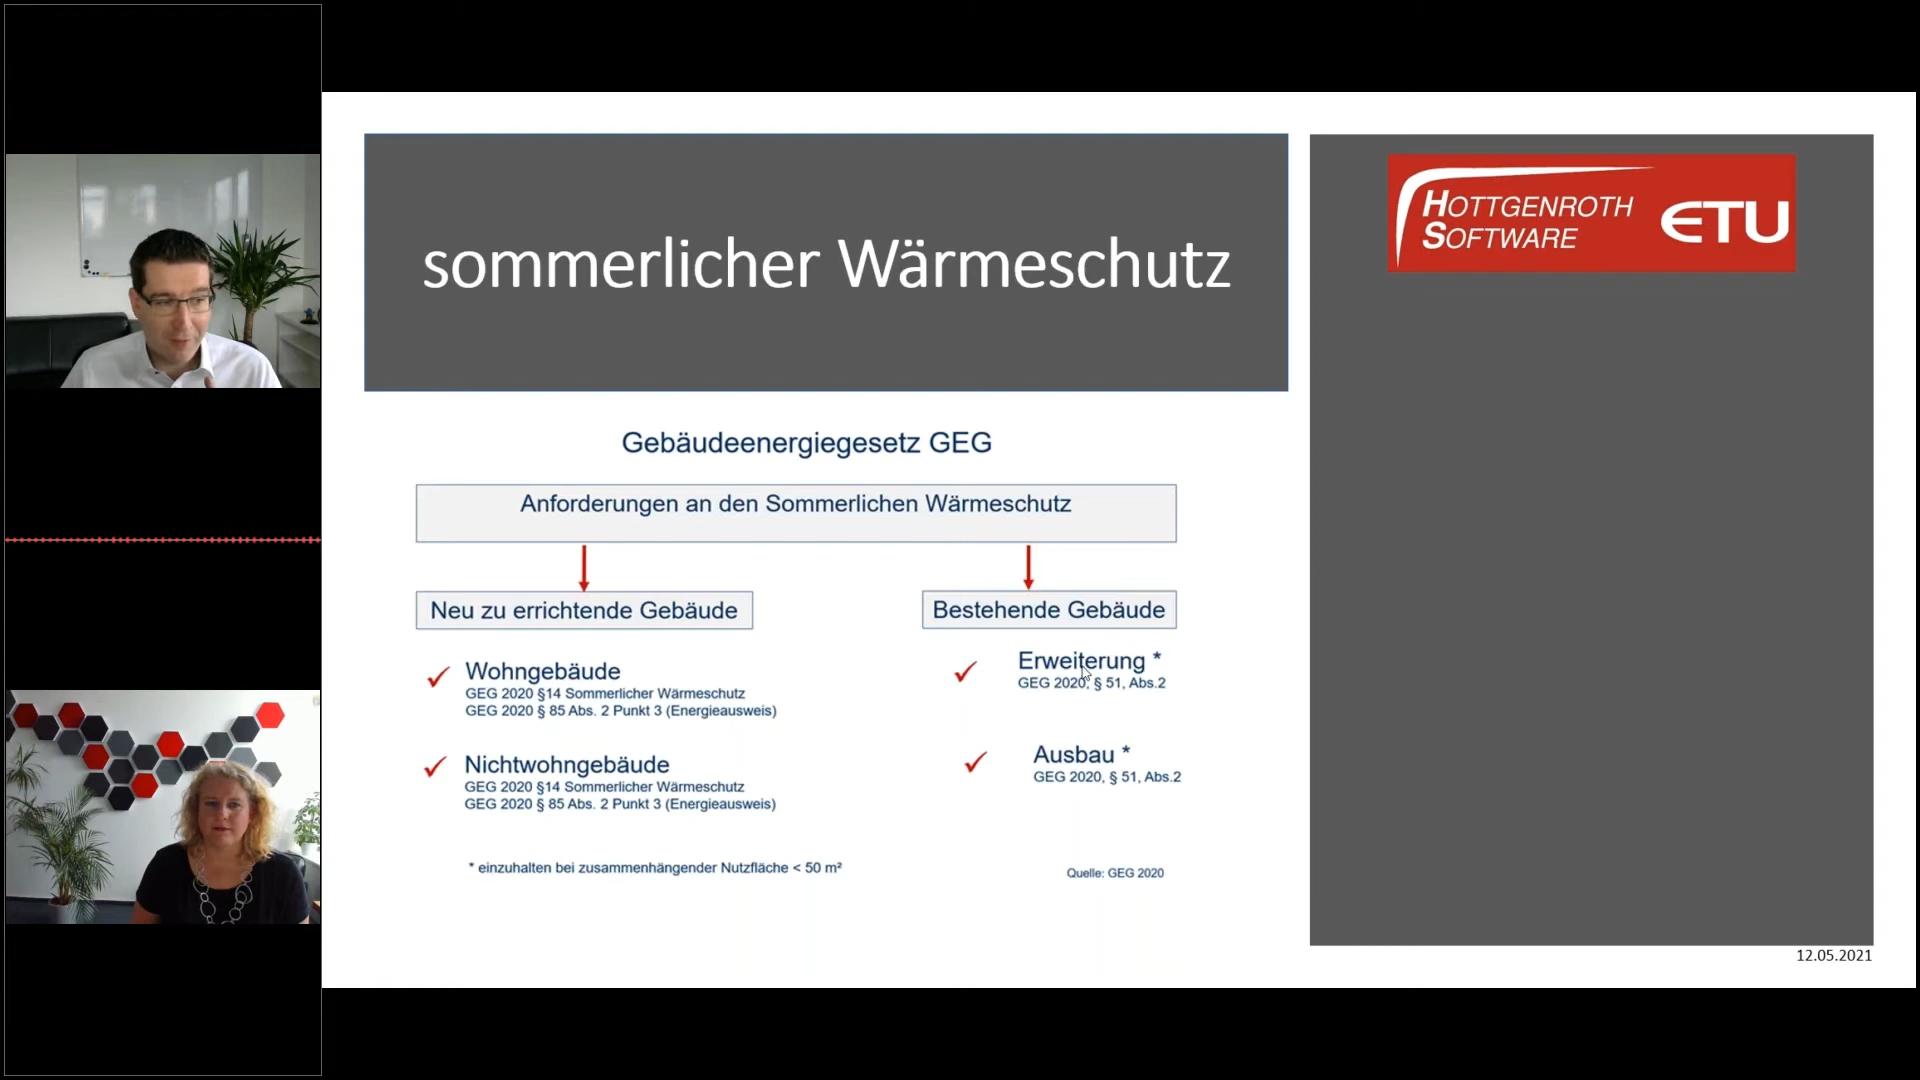 sommerlicher Wärmeschutz
HOTTGENROTH
SOFTWARE
ETU
Gebäudeenergiegesetz GEG
Anforderungen an den Sommerlichen Wärmeschutz
Neu zu errichtende Gebäude
Bestehende Gebäude
Wohngebäude
GEG 2020 §14 Sommerlicher Wärmeschutz
GEG 2020 § 85 Abs. 2 Punkt 3 (Energieausweis)
Erweiterung *
GEG 2020, § 51, Abs.2
Nichtwohngebäude
GEG 2020 §14 Sommerlicher Wärmeschutz
GEG 2020 § 85 Abs. 2 Punkt 3 (Energieausweis)
Ausbau *
GEG 2020, § 51, Abs.2
* einzuhalten bei zusammenhängender Nutzfläche < 50 m²
Quelle: GEG 2020
12.05.2021